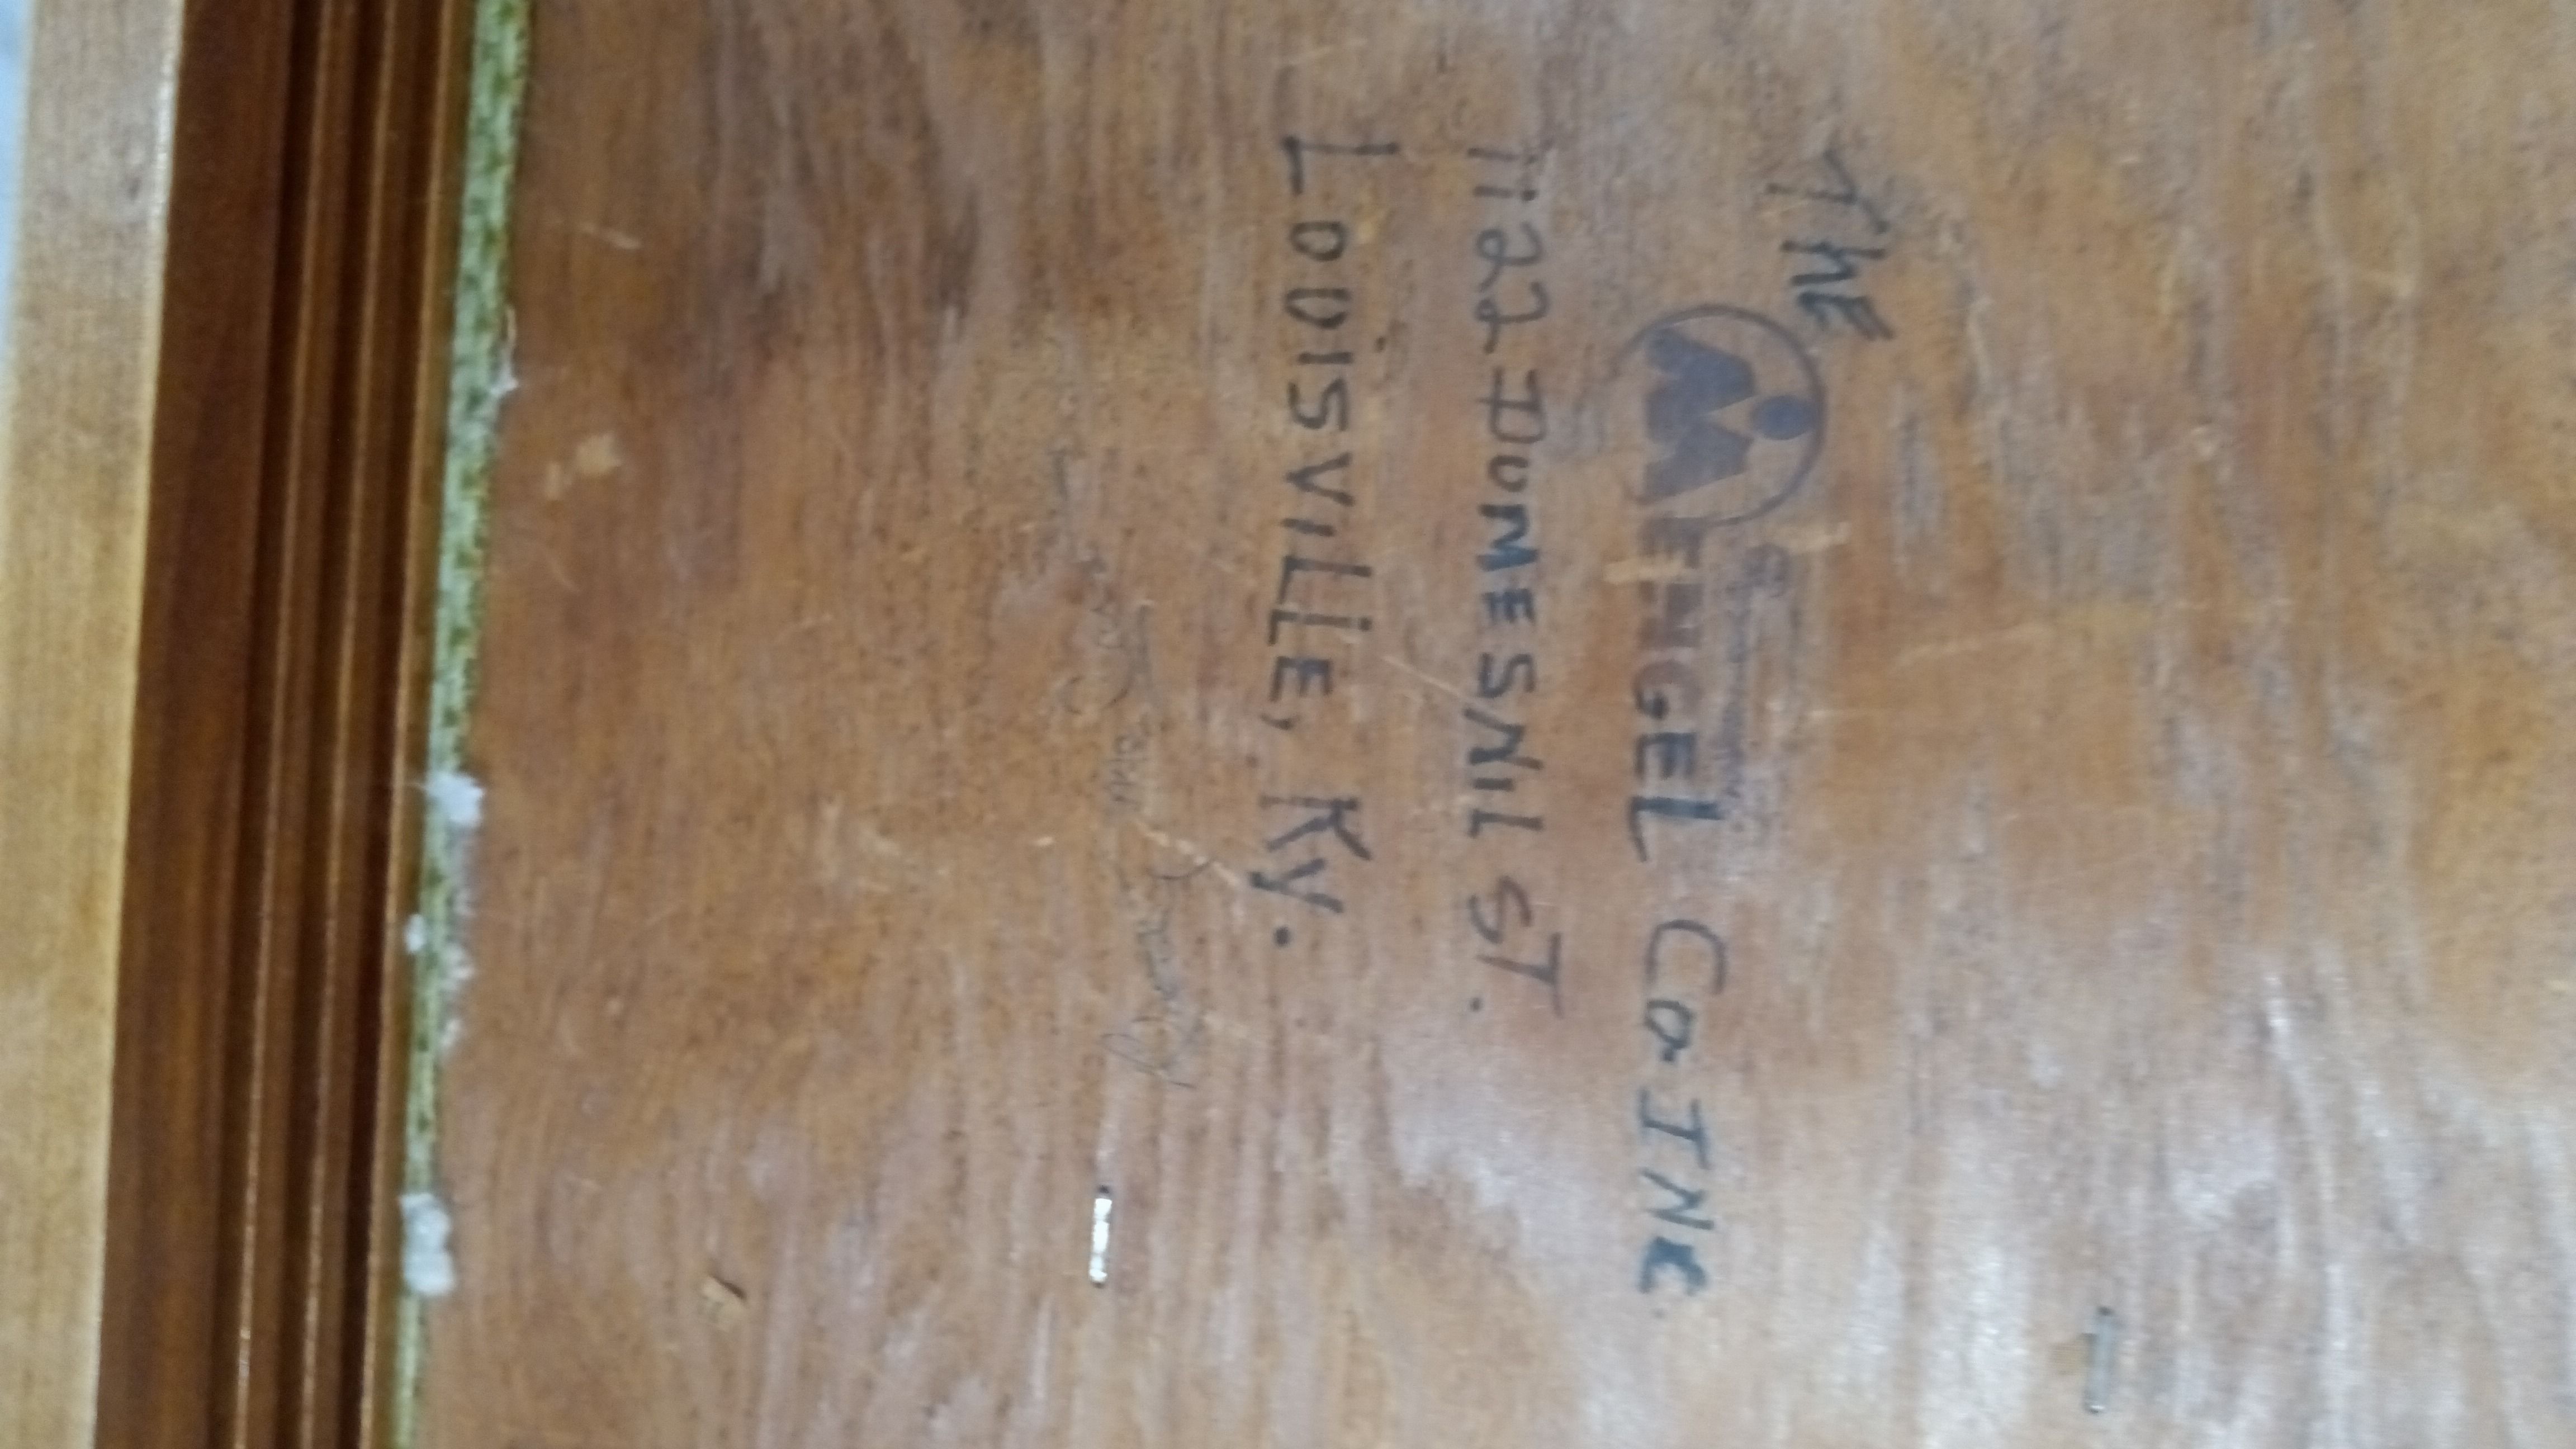 THE
MENGEL CO. INC
1122 DUMESNIL ST.
LOUISVILLE, Ky.